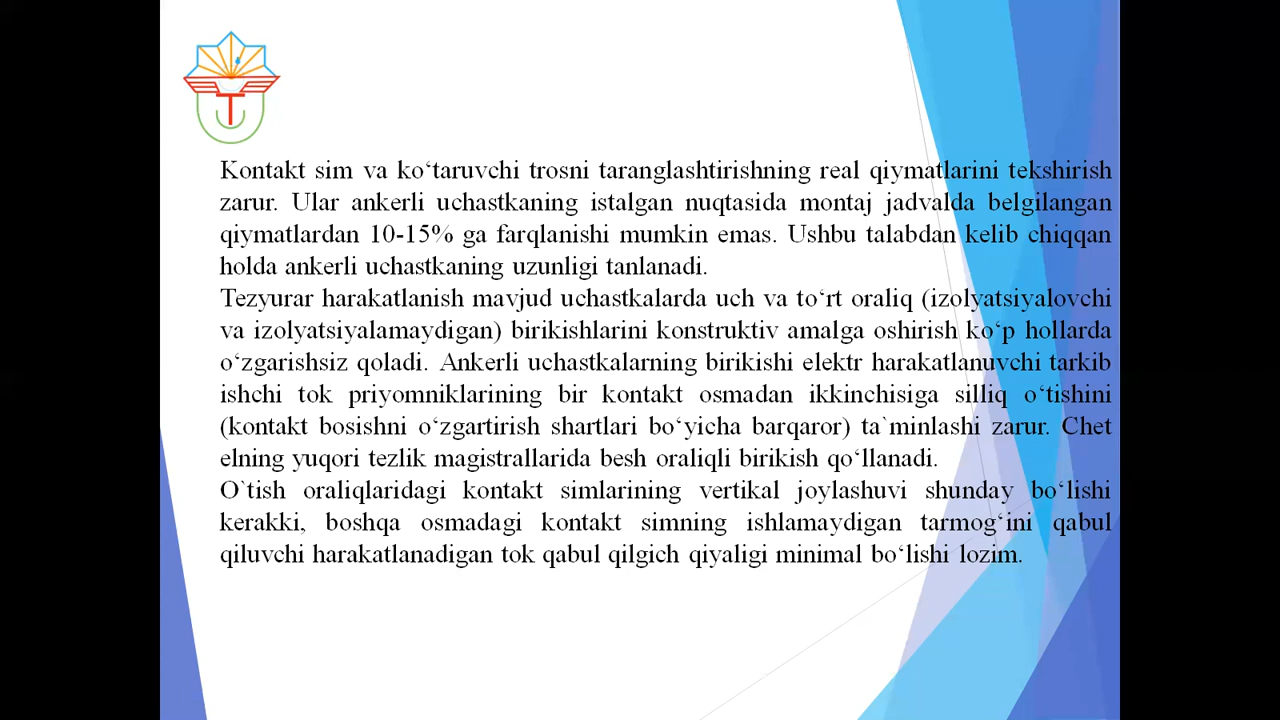 Kontakt sim va ko‘taruvchi trosni taranglashtirishning real qiymatlarini tekshirish
zarur. Ular ankerli uchastkaning istalgan nuqtasida montaj jadvalda belgilangan
qiymatlardan 10-15% ga farqlanishi mumkin emas. Ushbu talabdan kelib chiqqan
holda ankerli uchastkaning uzunligi tanlanadi.
Tezyurar harakatlanish mavjud uchastkalarda uch va to‘rt oraliq (izolyatsiyalovchi
va izolyatsiyalamaydigan) birikishlarini konstruktiv amalga oshirish ko‘p hollarda
o‘zgarishsiz qoladi. Ankerli uchastkalarning birikishi elektr harakatlanuvchi tarkib
ishchi tok priyomniklarining bir kontakt osmadan ikkinchisiga silliq o‘tishini
(kontakt bosishni o‘zgartirish shartlari bo‘yicha barqaror) ta`minlashi zarur. Chet
elning yuqori tezlik magistrallarida besh oraliqli birikish qo‘llanadi.
O`tish oraliqlaridagi kontakt simlarining vertikal joylashuvi shunday bo‘lishi
kerakki, boshqa osmadagi kontakt simning ishlamaydigan tarmog‘ini qabul
qiluvchi harakatlanadigan tok qabul qilgich qiyaligi minimal bo‘lishi lozim.